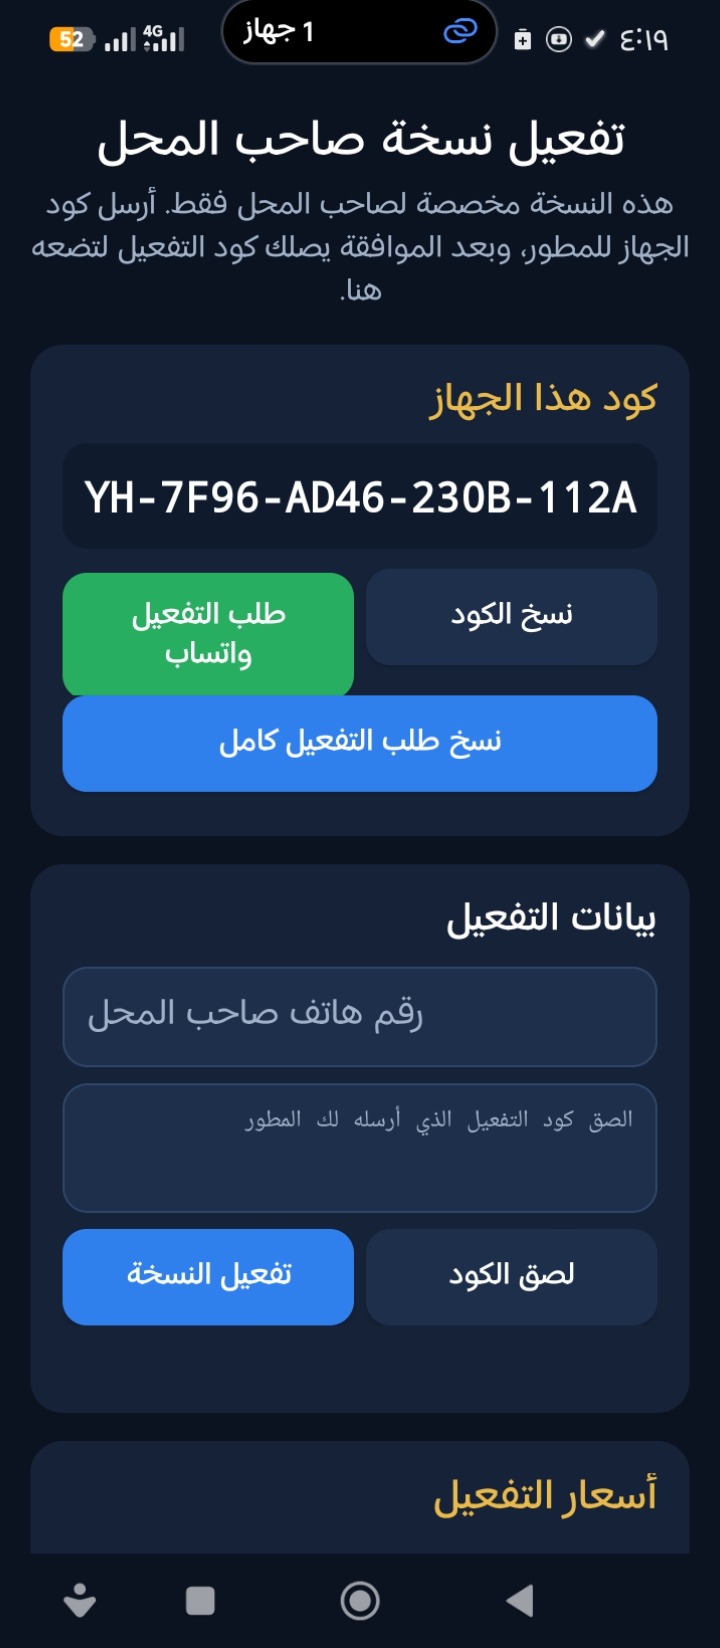 ٤:١٩
1 جهاز
4G
52
تفعيل نسخة صاحب المحل
هذه النسخة مخصصة لصاحب المحل فقط. أرسل كود
الجهاز للمطور، وبعد الموافقة يصلك كود التفعيل لتضعه
هنا.
كود هذا الجهاز
YH-7F96-AD46-230B-112A
نسخ الكود
طلب التفعيل
واتساب
نسخ طلب التفعيل كامل
بيانات التفعيل
رقم هاتف صاحب المحل
الصق كود التفعيل الذي أرسله لك المطور
لصق الكود
تفعيل النسخة
أسعار التفعيل